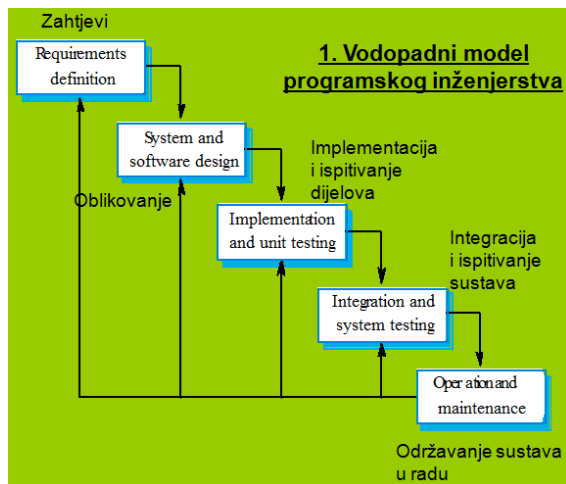 Zahtjevi
Requirements
definition
1. Vodopadni model
programskog inženjerstva
System and
software design
Oblikovanje
Implementacija
i ispitivanje
dijelova
Implementation
and unit testing
Integracija
i ispitivanje
sustava
Integration and
system testing
Operation and
maintenance
Održavanje sustava
u radu